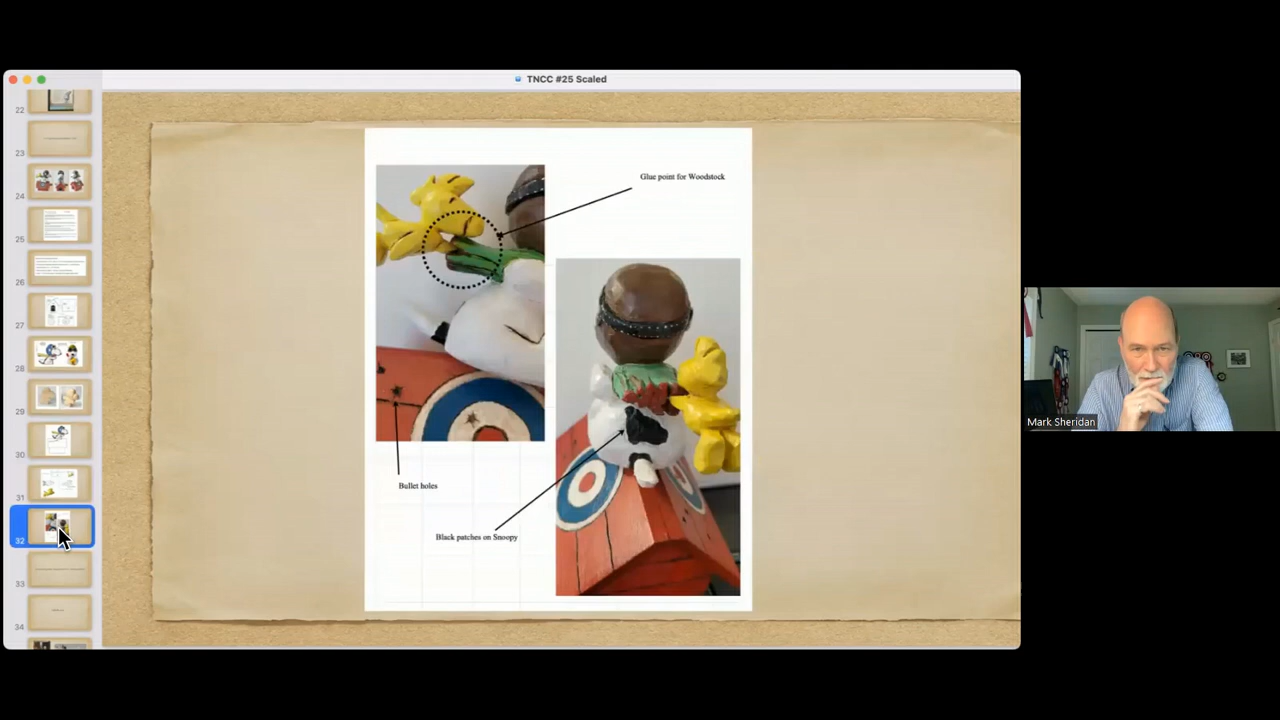 TNCC #25 Scaled
22
23
24
25
26
27
28
29
30
31
32
33
34
Glue point for Woodstock
Bullet holes
Black patches on Snoopy
Mark Sheridan